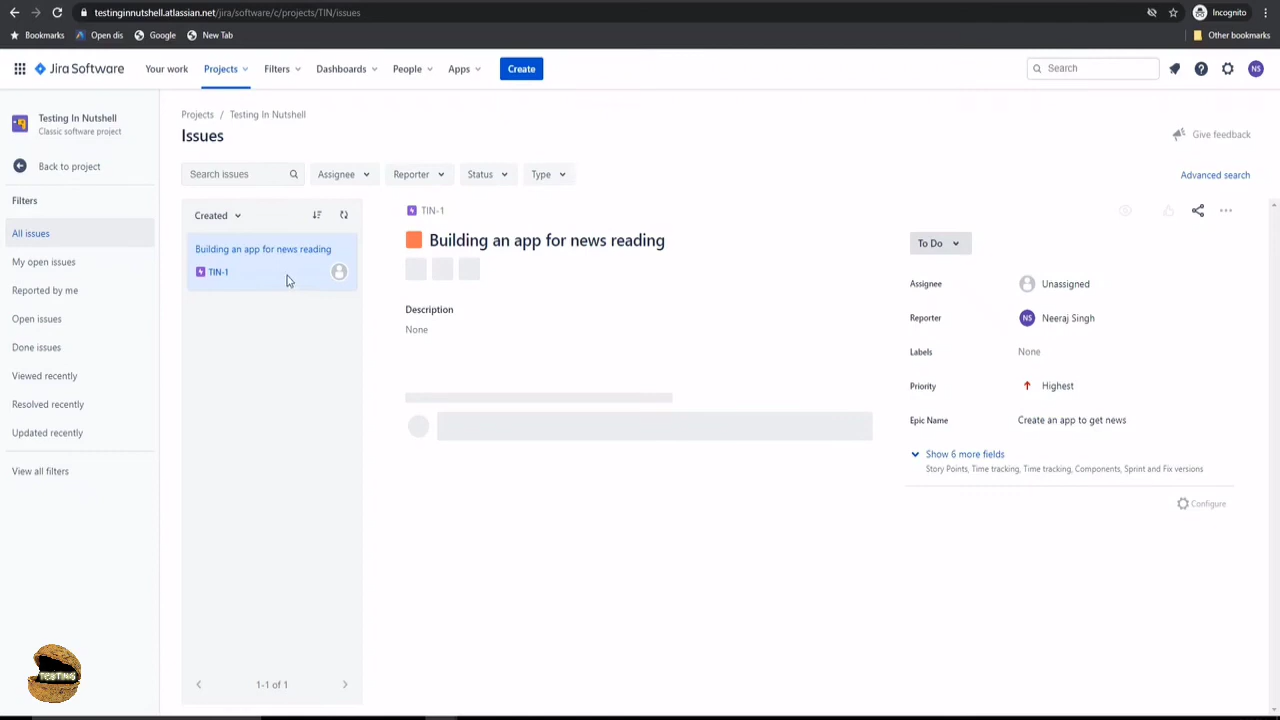 testinginnutshell.atlassian.net/jira/software/c/projects/TIN/issues
Incognito
Bookmarks Open dis Google New Tab Other bookmarks
Jira Software Your work Projects Filters Dashboards People Apps Create Search NS
Testing In Nutshell
Classic software project
Back to project
Filters
All issues
My open issues
Reported by me
Open issues
Done issues
Viewed recently
Resolved recently
Updated recently
View all filters
Projects / Testing In Nutshell
Issues
Give feedback
Search issues Assignee Reporter Status Type
Advanced search
Created
Building an app for news reading
TIN-1
1-1 of 1
TIN-1
Building an app for news reading
Description
None
To Do
Assignee Unassigned
Reporter NS Neeraj Singh
Labels None
Priority Highest
Epic Name Create an app to get news
Show 6 more fields
Story Points, Time tracking, Time tracking, Components, Sprint and Fix versions
Configure
TESTING